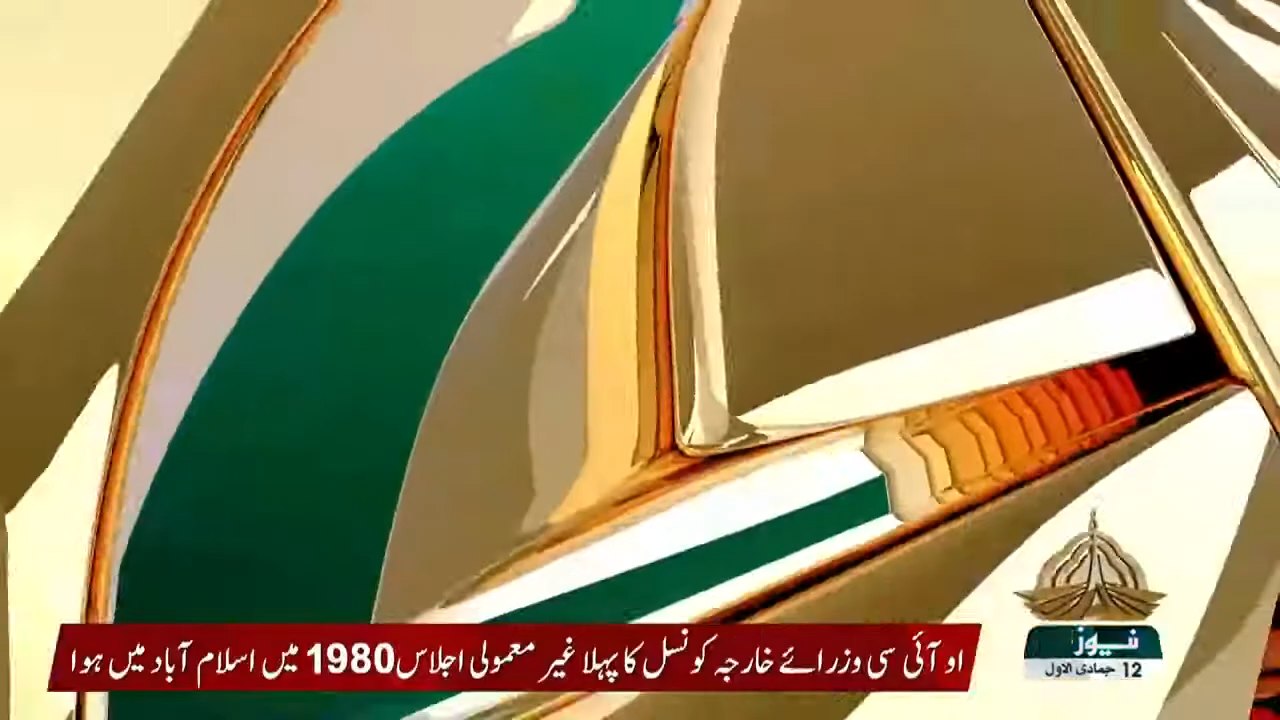 او آئی سی وزرائے خارجہ کونسل کا پہلا غیر معمولی اجلاس 1980 میں اسلام آباد میں ہوا
نیوز
12 جمادی الاول